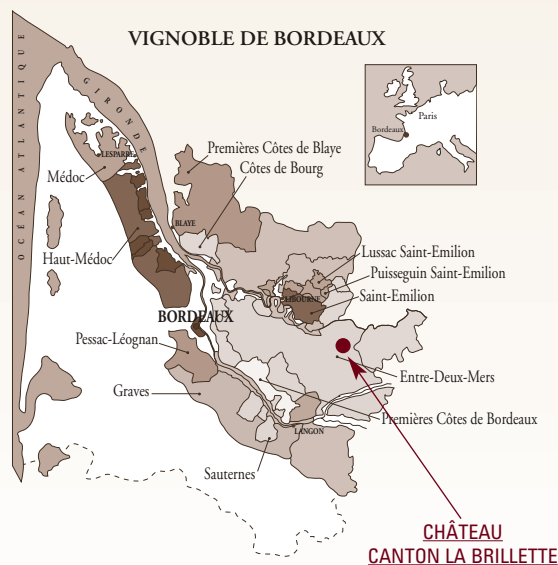 VIGNOBLE DE BORDEAUX
OCÉAN ATLANTIQUE
GIRONDE
Paris
Bordeaux
LESPARRE
Médoc
Premières Côtes de Blaye
Côtes de Bourg
BLAYE
Haut-Médoc
Lussac Saint-Emilion
Puisseguin Saint-Emilion
LIBOURNE
Saint-Emilion
BORDEAUX
Pessac-Léognan
Entre-Deux-Mers
Graves
Premières Côtes de Bordeaux
LANGON
Sauternes
CHÂTEAU
CANTON LA BRILLETTE